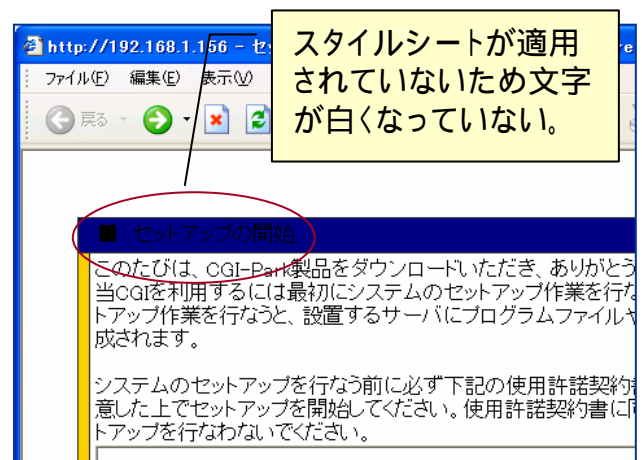 http://192.168.1.156 - セ
スタイルシートが適用
されていないため文字
が白くなっていない。
ファイル(F) 編集(E) 表示(V)
戻る
■ セットアップの開始
このたびは、CGI-Park製品をダウンロードいただき、ありがとう
当CGIを利用するには最初にシステムのセットアップ作業を行な
トアップ作業を行なうと、設置するサーバにプログラムファイルや
成されます。
システムのセットアップを行なう前に必ず下記の使用許諾契約
意した上でセットアップを開始してください。使用許諾契約書に同
トアップを行なわないでください。